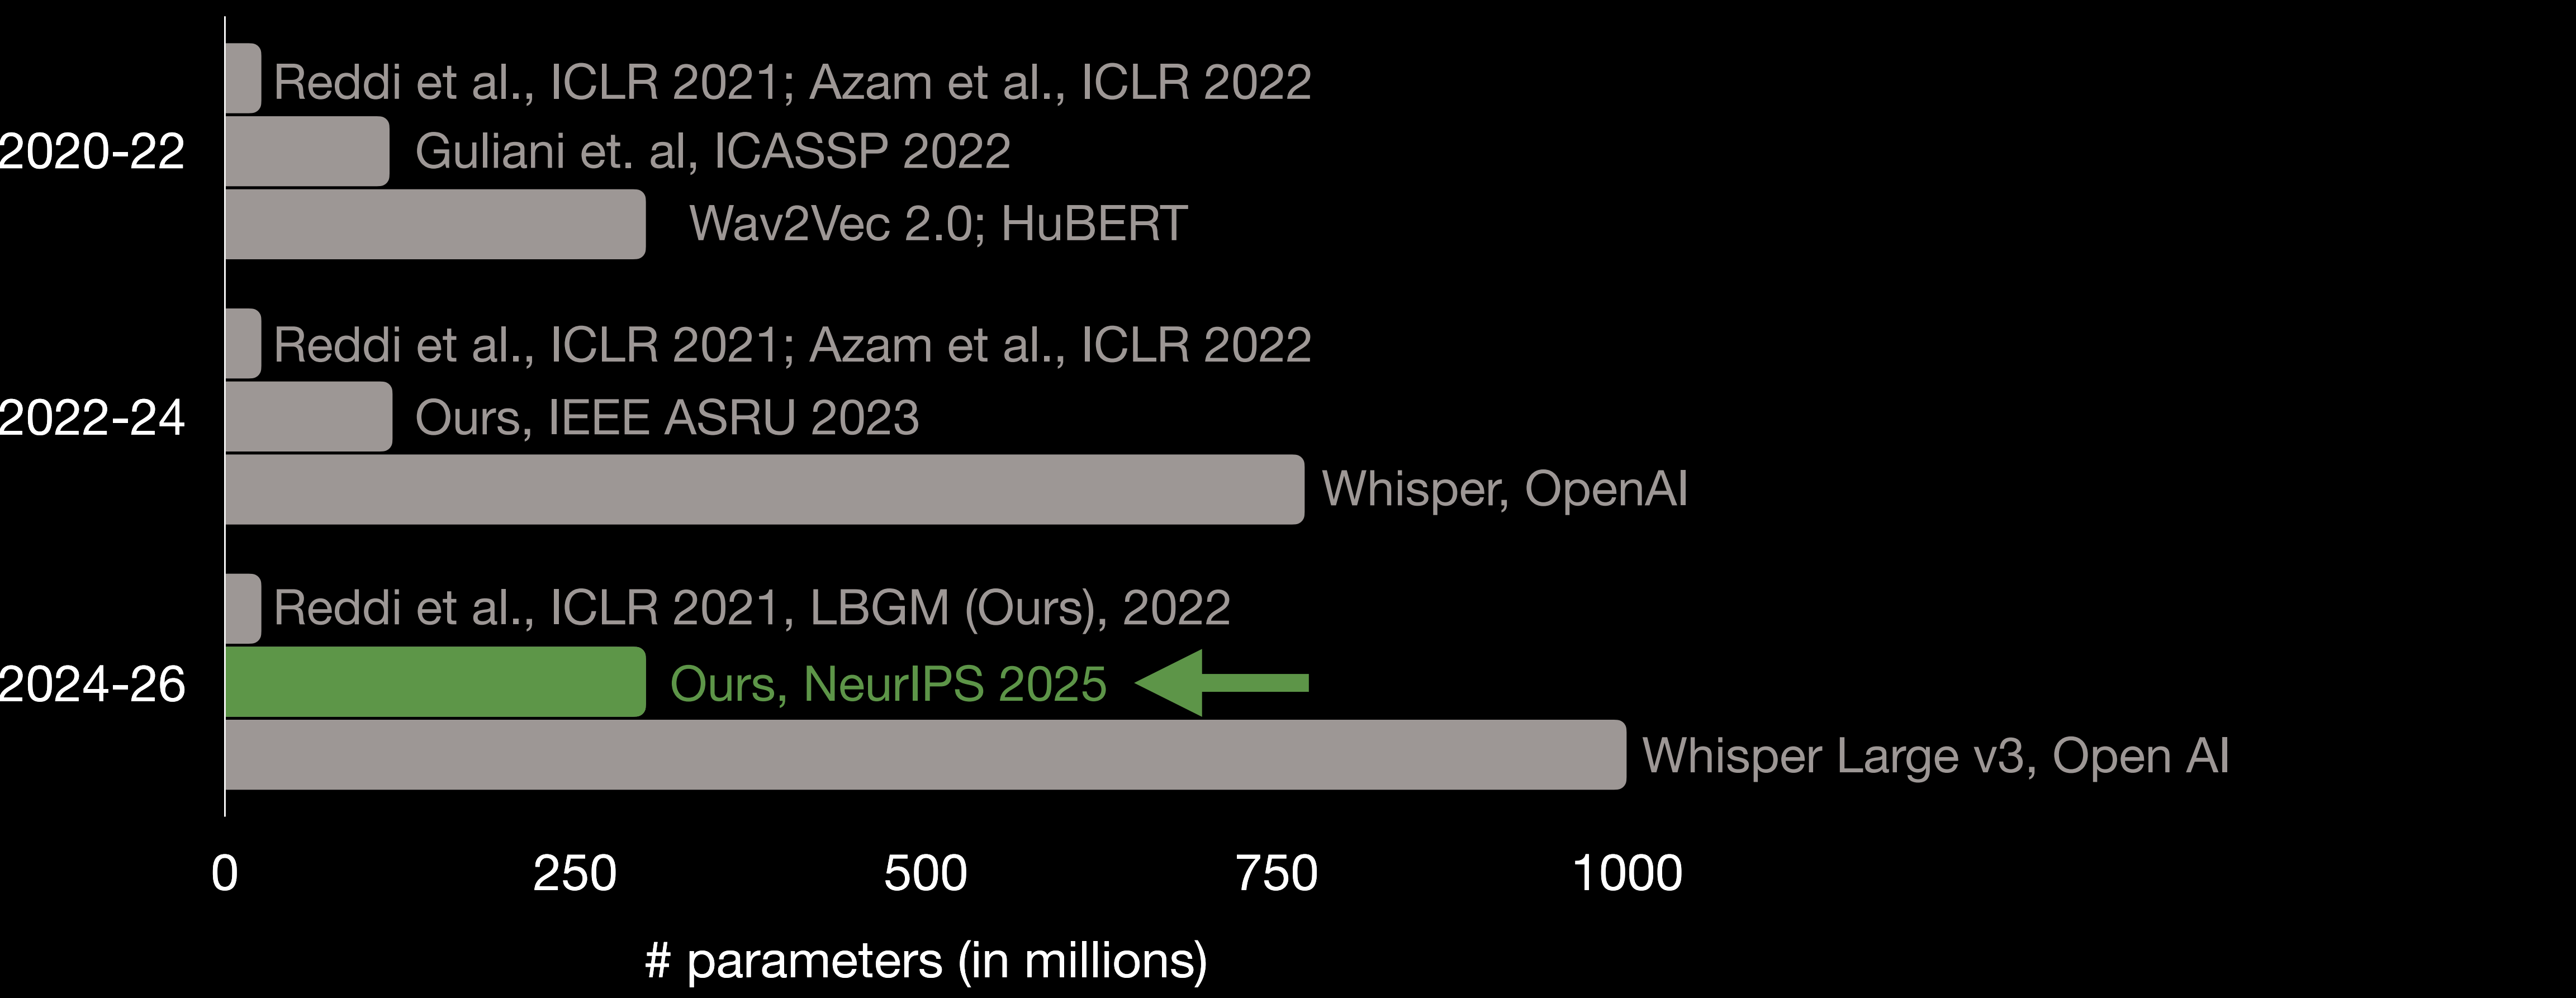 Reddi et al., ICLR 2021; Azam et al., ICLR 2022
2020-22
Guliani et. al, ICASSP 2022
Wav2Vec 2.0; HuBERT
Reddi et al., ICLR 2021; Azam et al., ICLR 2022
2022-24
Ours, IEEE ASRU 2023
Whisper, OpenAI
Reddi et al., ICLR 2021, LBGM (Ours), 2022
2024-26
Ours, NeurIPS 2025
Whisper Large v3, Open AI
0 250 500 750 1000
# parameters (in millions)